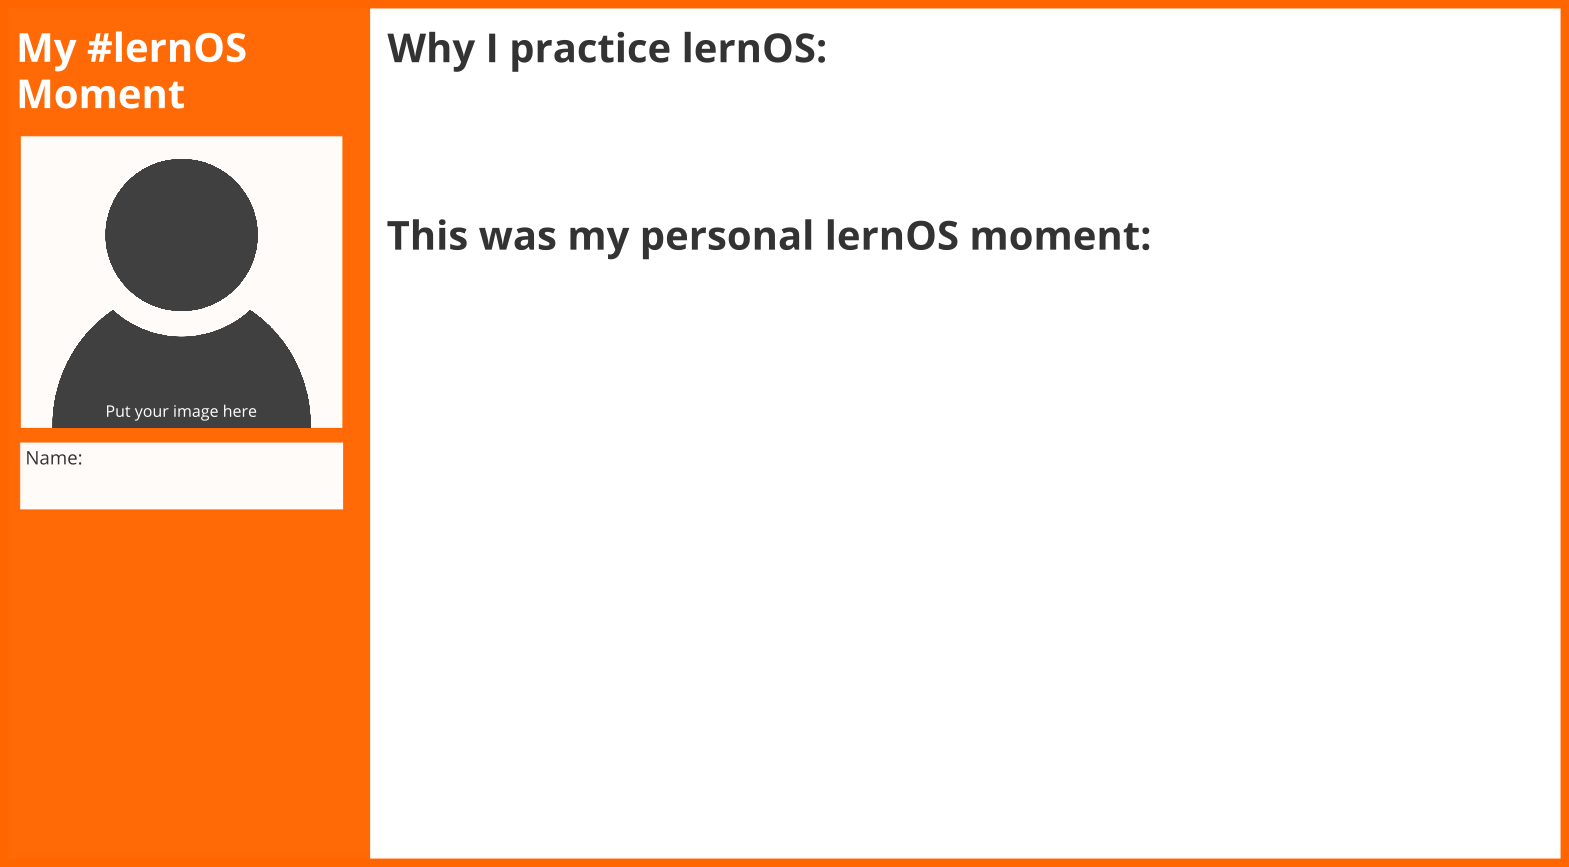 My #lernOS
Moment
Put your image here
Name:
Why I practice lernOS:
This was my personal lernOS moment: